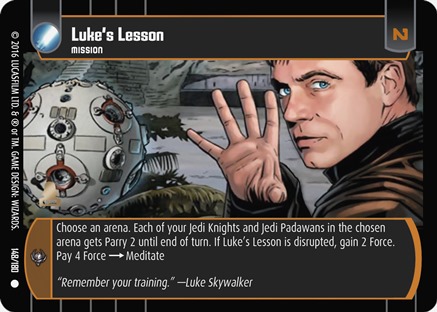 Luke's Lesson
MISSION
2
© 2016 LUCASFILM LTD. & ® or TM. GAME DESIGN: WIZARDS.
148/180
Choose an arena. Each of your Jedi Knights and Jedi Padawans in the chosen
arena gets Parry 2 until end of turn. If Luke's Lesson is disrupted, gain 2 Force.
Pay 4 Force → Meditate
"Remember your training." —Luke Skywalker